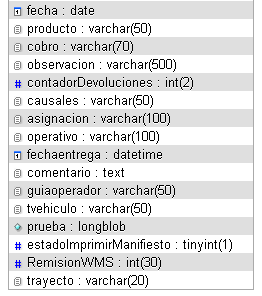 fecha : date
producto : varchar(50)
cobro : varchar(70)
observacion : varchar(500)
contadorDevoluciones : int(2)
causales : varchar(50)
asignacion : varchar(100)
operativo : varchar(100)
fechaentrega : datetime
comentario : text
guiaoperador : varchar(50)
tvehiculo : varchar(50)
prueba : longblob
estadoImprimirManifiesto : tinyint(1)
RemisionWMS : int(30)
trayecto : varchar(20)